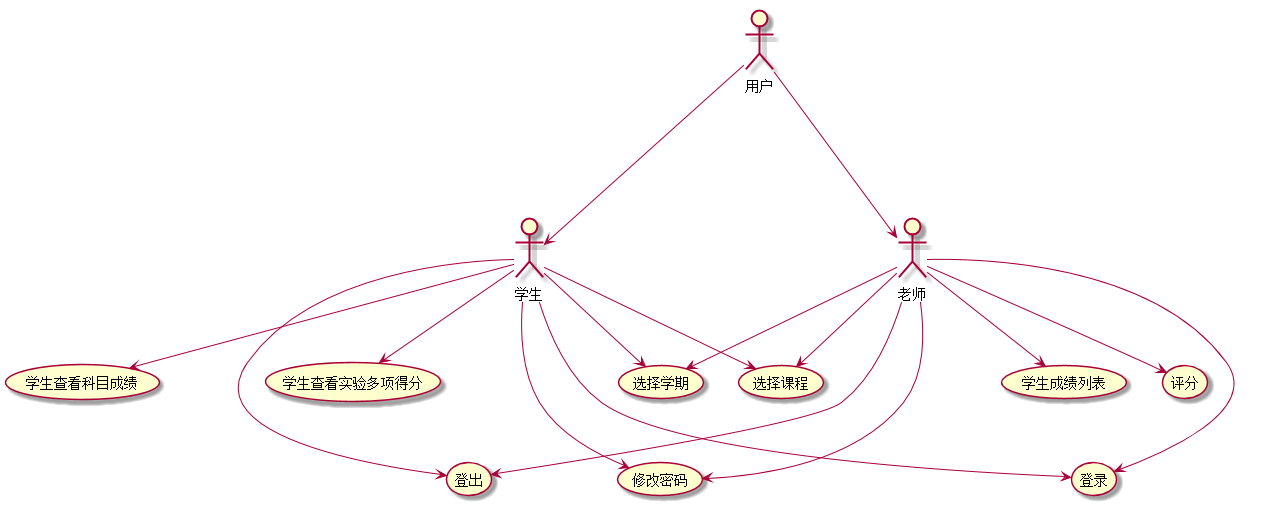 用户
学生
老师
学生查看科目成绩
学生查看实验多项得分
选择学期
选择课程
学生成绩列表
评分
登出
修改密码
登录